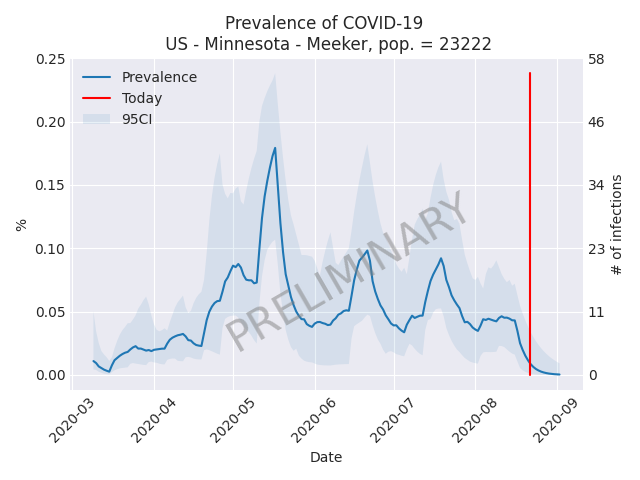 Prevalence of COVID-19
US - Minnesota - Meeker, pop. = 23222
Prevalence
Today
95CI
PRELIMINARY
%
0.25
0.20
0.15
0.10
0.05
0.00
58
46
34
23
11
0
# of infections
2020-03
2020-04
2020-05
2020-06
2020-07
2020-08
2020-09
Date